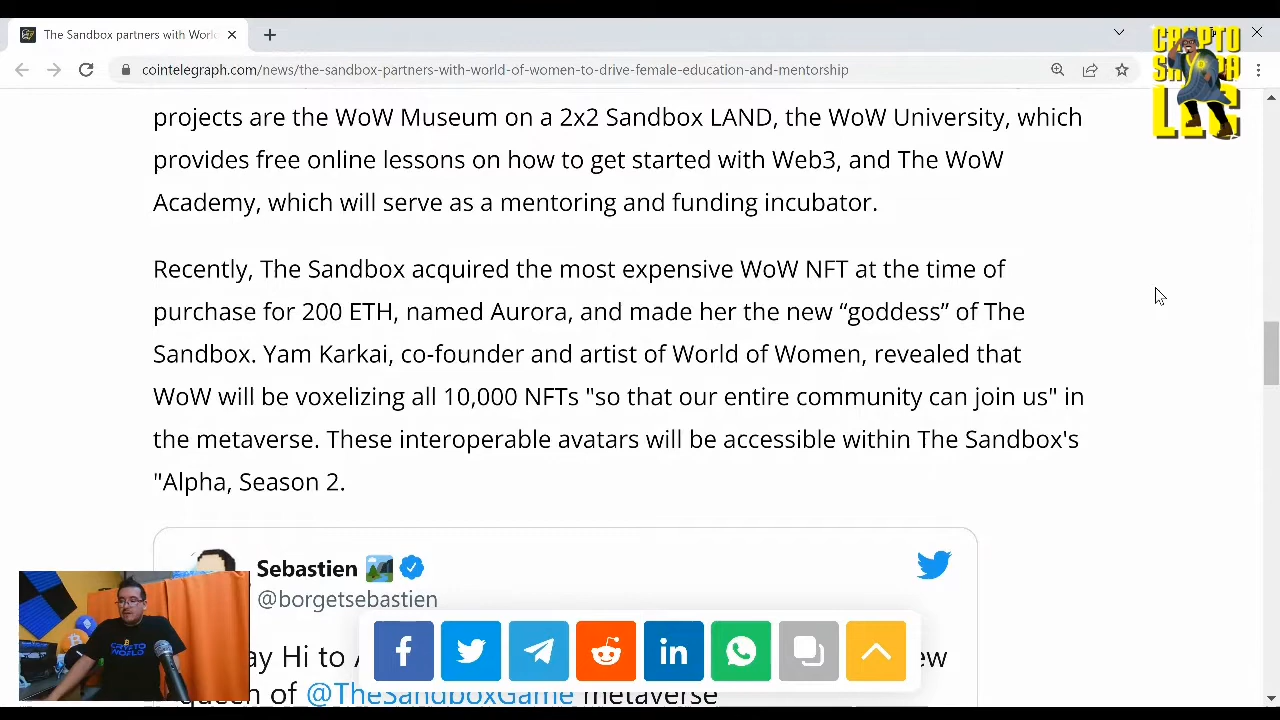 The Sandbox partners with Worl
cointelegraph.com/news/the-sandbox-partners-with-world-of-women-to-drive-female-education-and-mentorship
CRYPTO
LEC
projects are the WoW Museum on a 2x2 Sandbox LAND, the WoW University, which
provides free online lessons on how to get started with Web3, and The WoW
Academy, which will serve as a mentoring and funding incubator.
Recently, The Sandbox acquired the most expensive WoW NFT at the time of
purchase for 200 ETH, named Aurora, and made her the new “goddess” of The
Sandbox. Yam Karkai, co-founder and artist of World of Women, revealed that
WoW will be voxelizing all 10,000 NFTs "so that our entire community can join us" in
the metaverse. These interoperable avatars will be accessible within The Sandbox's
"Alpha, Season 2.
Sebastien
@borgetsebastien
ay Hi to A
ew
queen of @TheSandboxGame metaverse
CRYPTO
WORLD